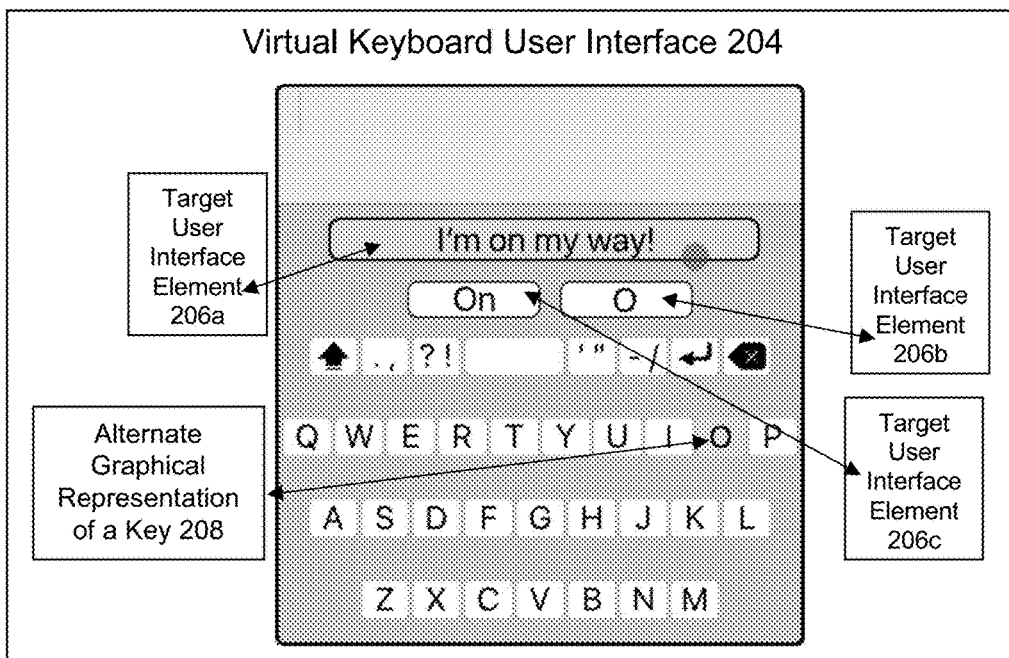 Virtual Keyboard User Interface 204
Target
User
Interface
Element
206a
I'm on my way!
On O
Target
User
Interface
Element
206b
. , ? ! ' " - /
Alternate
Graphical
Representation
of a Key 208
Q W E R T Y U I O P
A S D F G H J K L
Z X C V B N M
Target
User
Interface
Element
206c